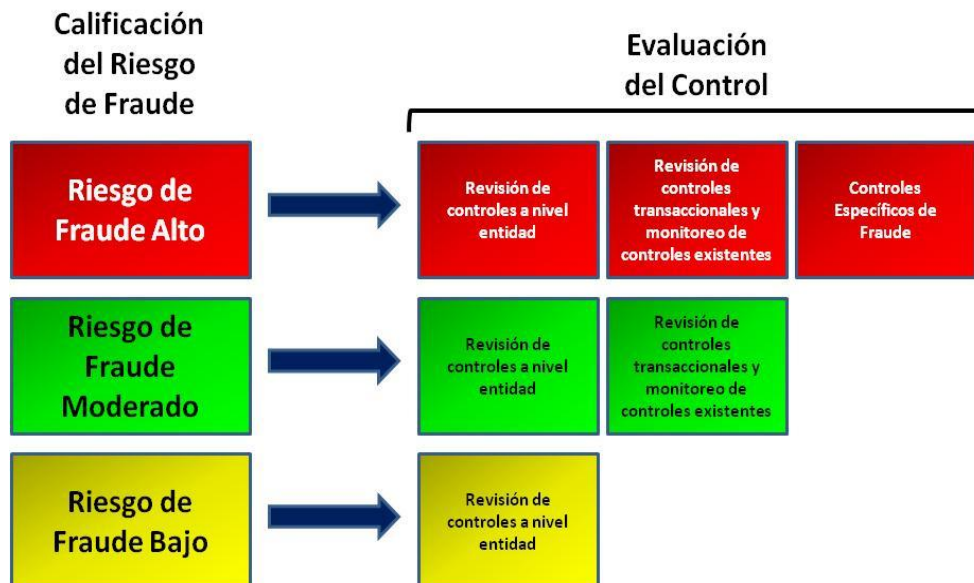 Calificación
del Riesgo
de Fraude
Evaluación
del Control
Riesgo de
Fraude Alto
Revisión de
controles a nivel
entidad
Revisión de
controles
transaccionales y
monitoreo de
controles existentes
Controles
Específicos de
Fraude
Riesgo de
Fraude
Moderado
Revisión de
controles a nivel
entidad
Revisión de
controles
transaccionales y
monitoreo de
controles existentes
Riesgo de
Fraude Bajo
Revisión de
controles a nivel
entidad